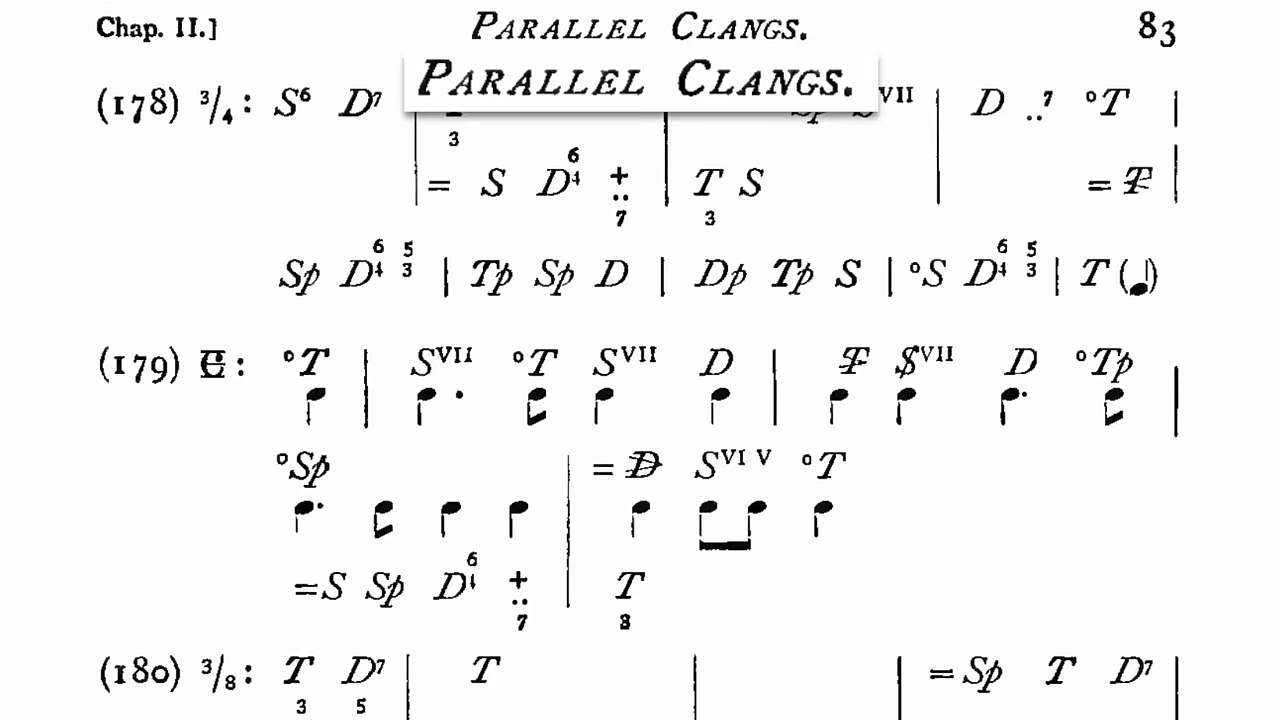 Chap. II.] PARALLEL CLANGS. 83
PARALLEL CLANGS.
(178) 3/4: S6 D7 | | VII | D ..7 °T |
3
= S D6/4 +..7 | T S | = T |
3
Sp D6/4 5/3 | Tp Sp D | Dp Tp S | °S D6/4 5/3 | T (♩)
(179) C: °T | SVII °T SVII D | T SVII D °Tp |
°Sp | = D SVI V °T
=S Sp D6/4 +..7 | T
3
(180) 3/8: T D7 | T | | =Sp T D7 |
3 5